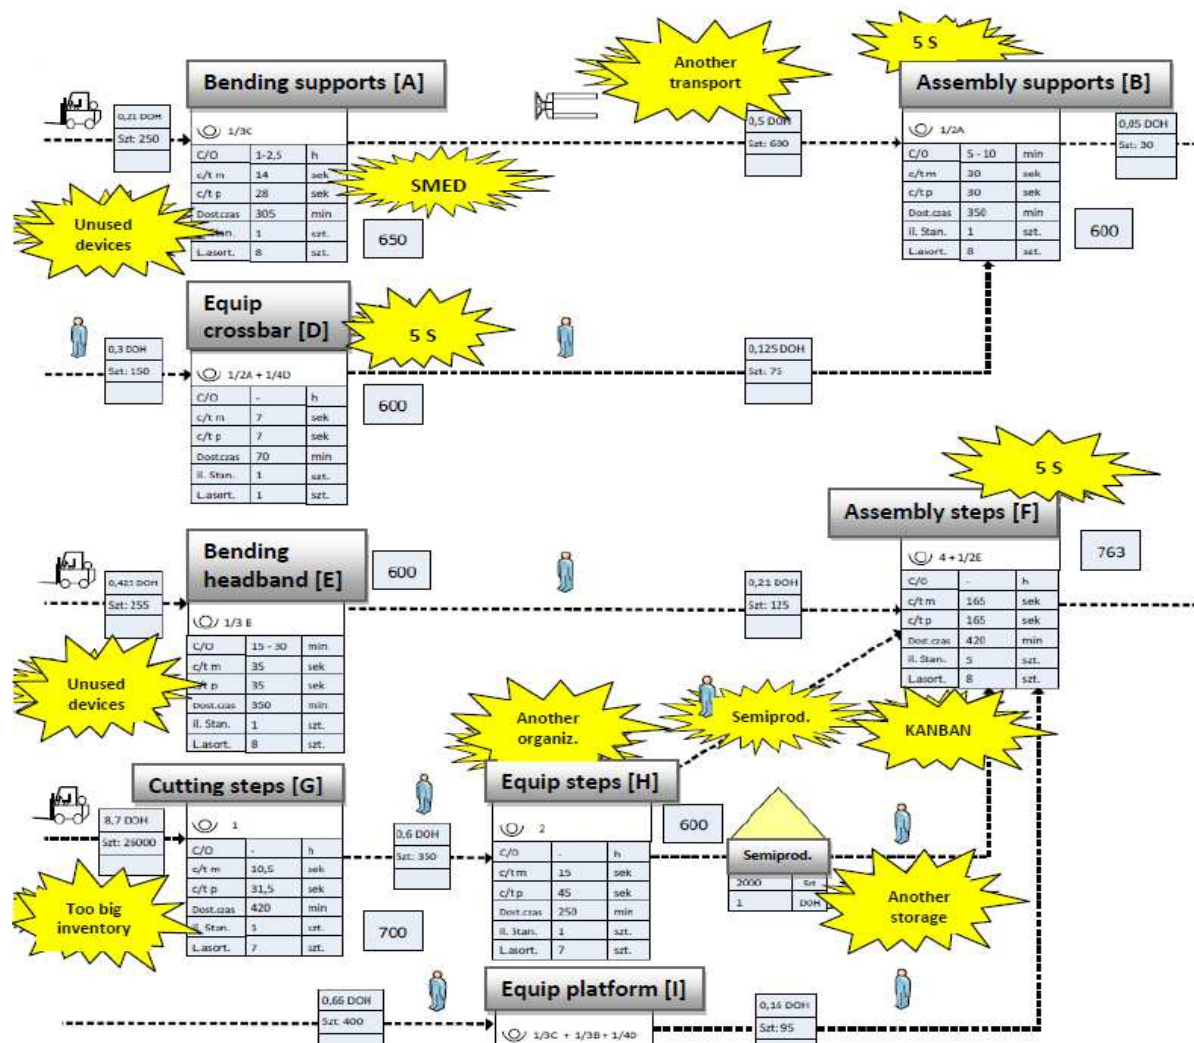 Bending supports [A]
0,21 DOH
Szt: 250
1/3C
C/O 1-2,5 h
c/t m 14 sek
c/t p 28 sek
Dost.czas 305 min
Stan. 1 szt.
L.asort. 8 szt.
SMED
650
Unused
devices
Another
transport
0,5 DOH
Szt: 600
5 S
Assembly supports [B]
1/2A
C/O 5 - 10 min
c/t m 30 sek
c/t p 30 sek
Dost.czas 350 min
il. Stan. 1 szt.
L.asort. 8 szt.
600
0,05 DOH
Szt: 30
Equip
crossbar [D]
5 S
0,3 DOH
Szt: 150
1/2A + 1/4D
C/O - h
c/t m 7 sek
c/t p 7 sek
Dost.czas 70 min
il. Stan. 1 szt.
L.asort. 1 szt.
600
0,125 DOH
Szt: 75
Bending
headband [E]
600
0,425 DOH
Szt: 255
1/3 B
C/O 15 - 30 min
c/t m 35 sek
c/t p 35 sek
Dost.czas 350 min
il. Stan. 1 szt.
L.asort. 8 szt.
Unused
devices
0,21 DOH
Szt: 125
5 S
Assembly steps [F]
4 + 1/2E
C/O - h
c/t m 165 sek
c/t p 165 sek
Dost.czas 420 min
il. Stan. 5 szt.
L.asort. 8 szt.
763
Another
organiz.
Semiprod.
KANBAN
Cutting steps [G]
8,7 DOH
Szt: 26000
1
C/O - h
c/t m 10,5 sek
c/t p 31,5 sek
Dost.czas 420 min
il. Stan. 1 szt.
L.asort. 7 szt.
Too big
inventory
700
0,6 DOH
Szt: 350
Equip steps [H]
2
C/O - h
c/t m 15 sek
c/t p 45 sek
Dost.czas 250 min
il. Stan. 1 szt.
L.asort. 7 szt.
600
Semiprod.
2000 Szt
1 DOH
Another
storage
0,66 DOH
Szt: 400
Equip platform [I]
1/3C + 1/3B + 1/4D
0,16 DOH
Szt: 95